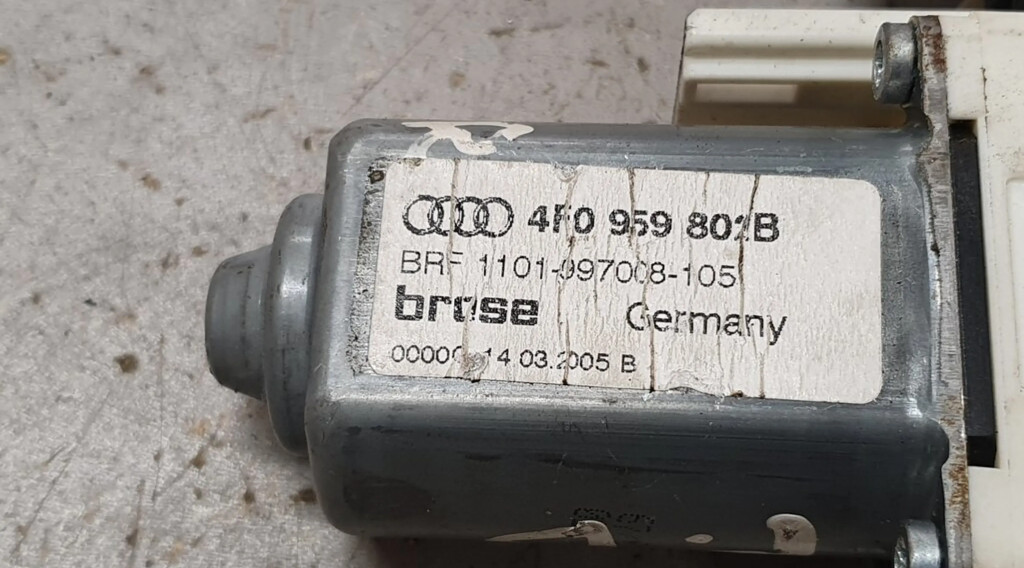 4F0 959 802B
BRF 1101-997008-105
brose Germany
14.03.2005 B